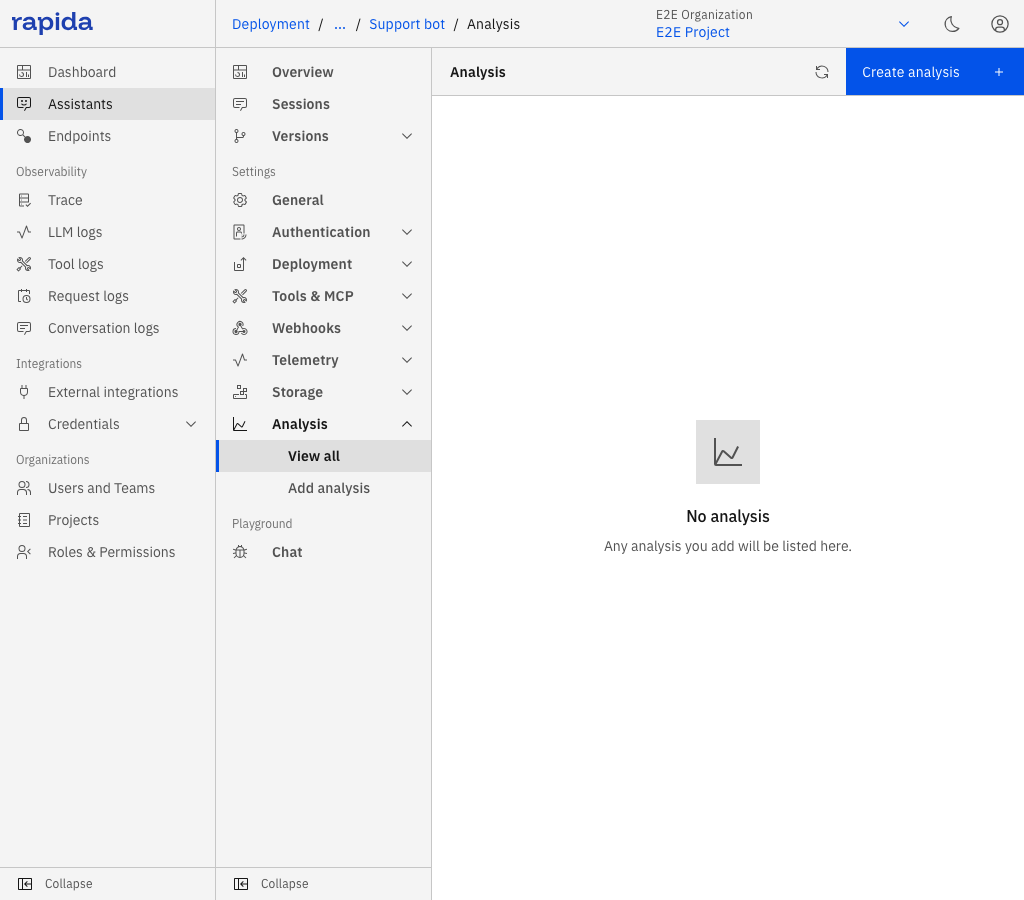 rapida
Deployment / ... / Support bot / Analysis
E2E Organization
E2E Project
Dashboard
Assistants
Endpoints
Observability
Trace
LLM logs
Tool logs
Request logs
Conversation logs
Integrations
External integrations
Credentials
Organizations
Users and Teams
Projects
Roles & Permissions
Collapse
Overview
Sessions
Versions
Settings
General
Authentication
Deployment
Tools & MCP
Webhooks
Telemetry
Storage
Analysis
View all
Add analysis
Playground
Chat
Collapse
Analysis
Create analysis +
No analysis
Any analysis you add will be listed here.